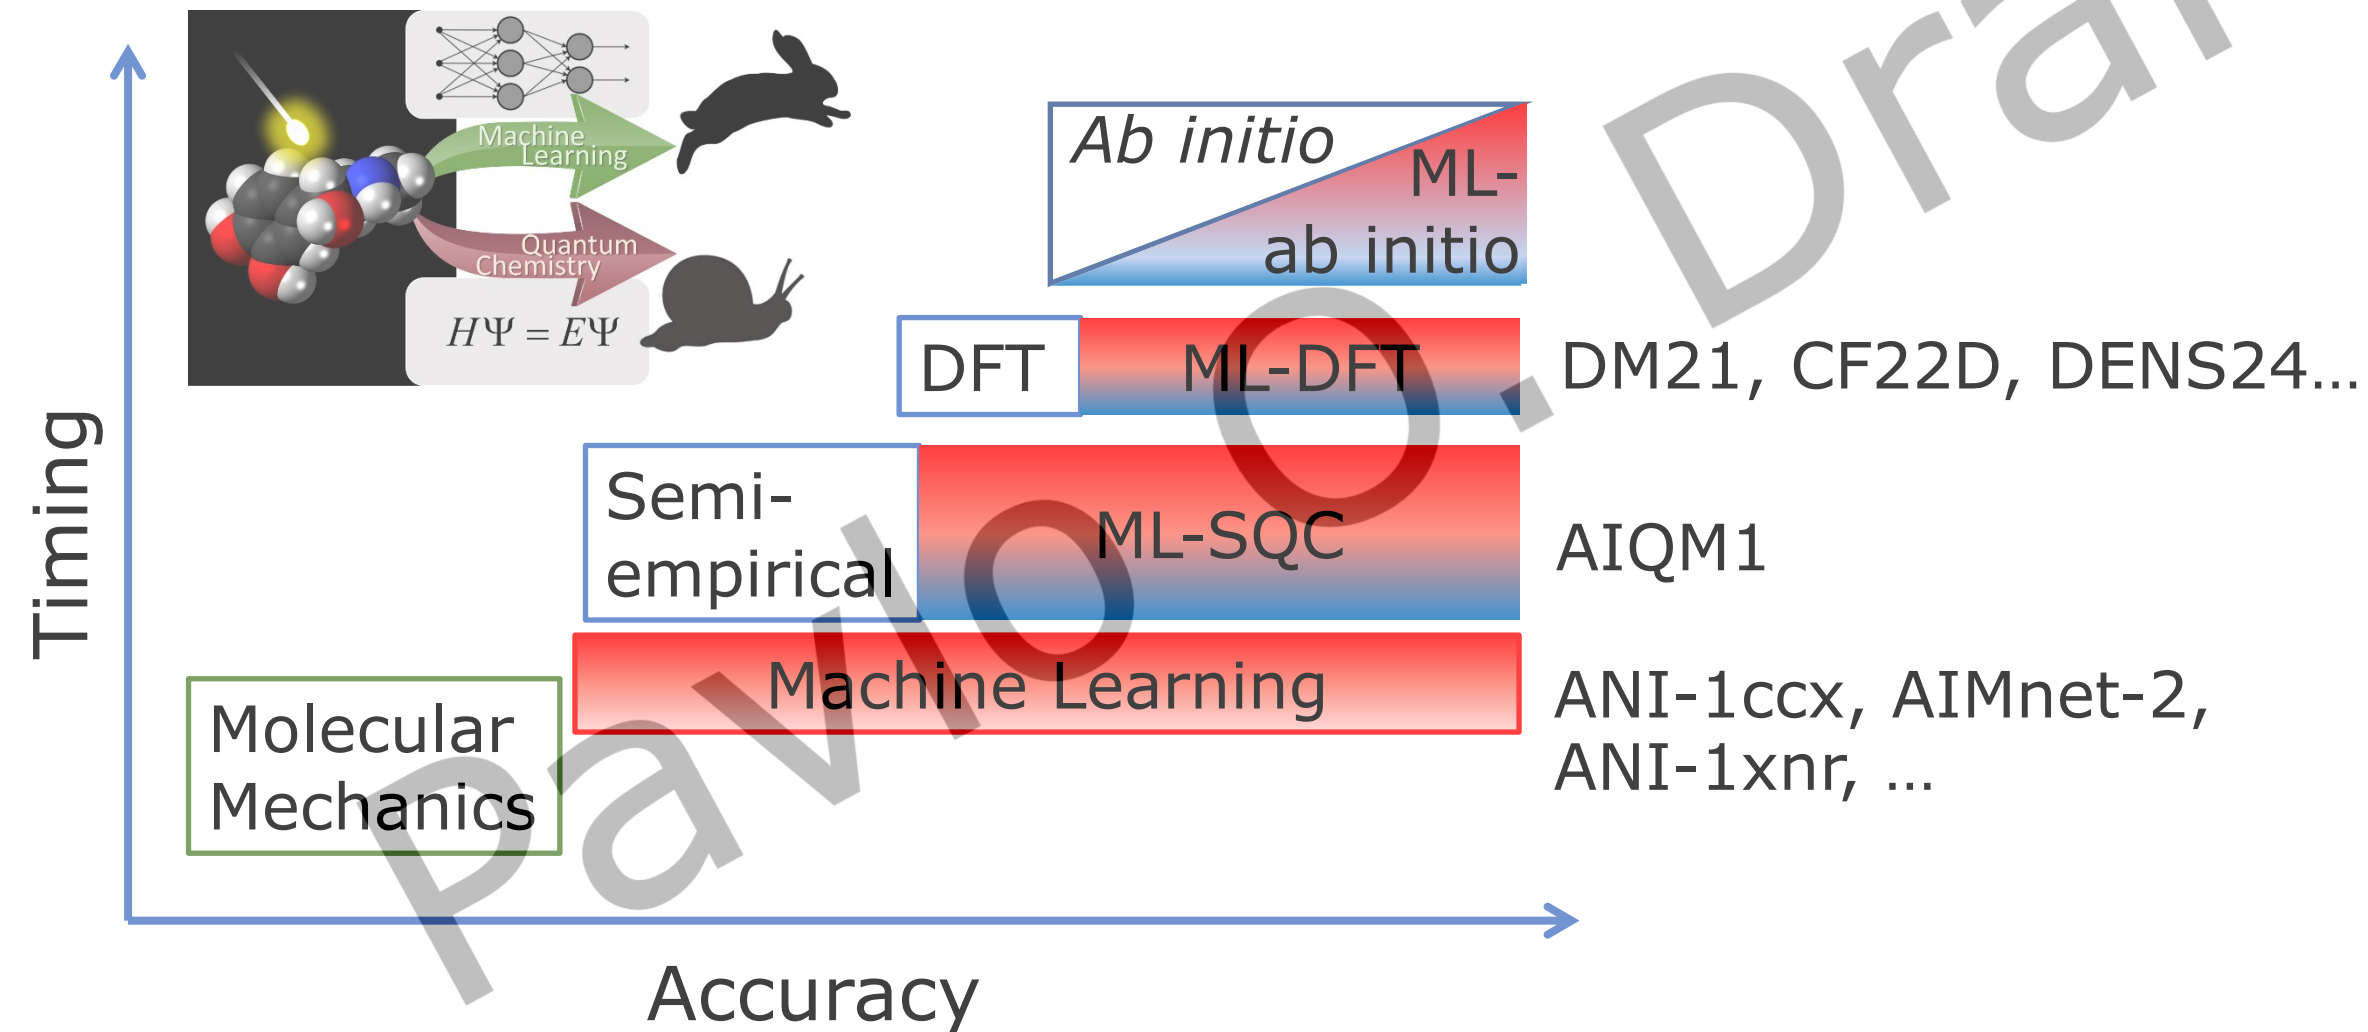 Machine
Learning
Quantum
Chemistry
HΨ = EΨ
Ab initio
ML-
ab initio
DFT
ML-DFT
DM21, CF22D, DENS24…
Semi-
empirical
ML-SQC
AIQM1
Machine Learning
ANI-1ccx, AIMnet-2,
ANI-1xnr, …
Molecular
Mechanics
Timing
Accuracy
Pavlo O. Dra